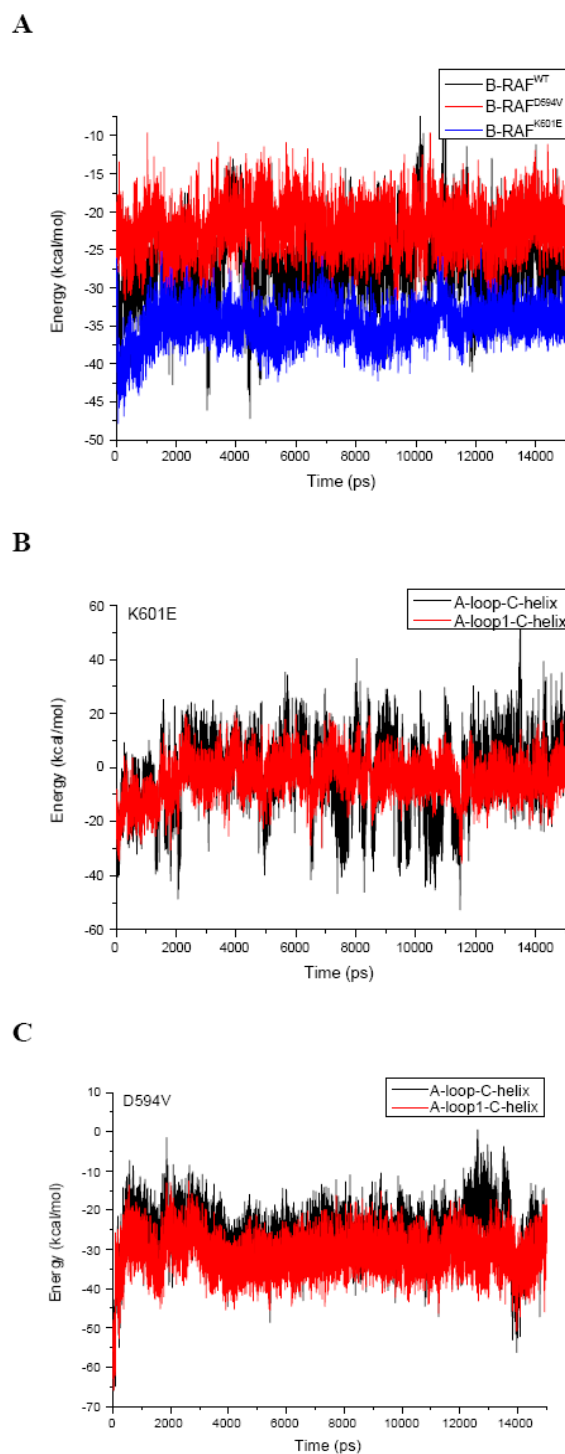 A
B-RAF^WT
B-RAF^D594V
B-RAF^K601E
-10
-15
-20
-25
-30
-35
-40
-45
-50
Energy (kcal/mol)
0 2000 4000 6000 8000 10000 12000 14000
Time (ps)
B
K601E
A-loop-C-helix
A-loop1-C-helix
60
40
20
0
-20
-40
-60
Energy (kcal/mol)
0 2000 4000 6000 8000 10000 12000 14000
Time (ps)
C
D594V
A-loop-C-helix
A-loop1-C-helix
10
0
-10
-20
-30
-40
-50
-60
-70
Energy (kcal/mol)
0 2000 4000 6000 8000 10000 12000 14000
Time (ps)